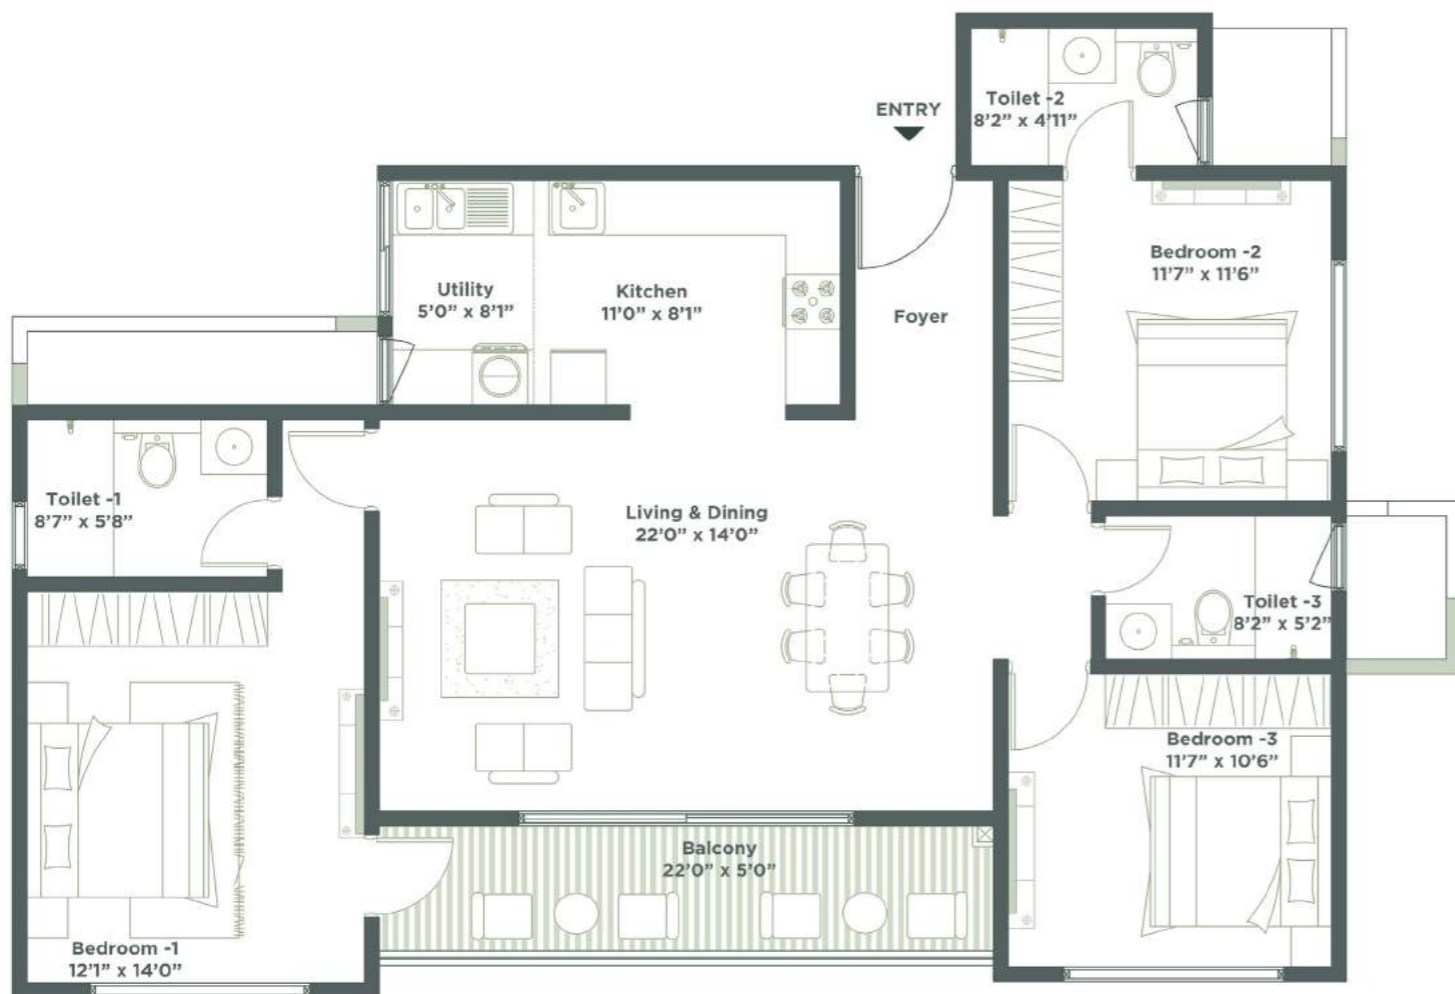 ENTRY
Toilet -2
8'2" x 4'11"
Bedroom -2
11'7" x 11'6"
Utility
5'0" x 8'1"
Kitchen
11'0" x 8'1"
Foyer
Toilet -1
8'7" x 5'8"
Living & Dining
22'0" x 14'0"
Toilet -3
8'2" x 5'2"
Bedroom -3
11'7" x 10'6"
Balcony
22'0" x 5'0"
Bedroom -1
12'1" x 14'0"